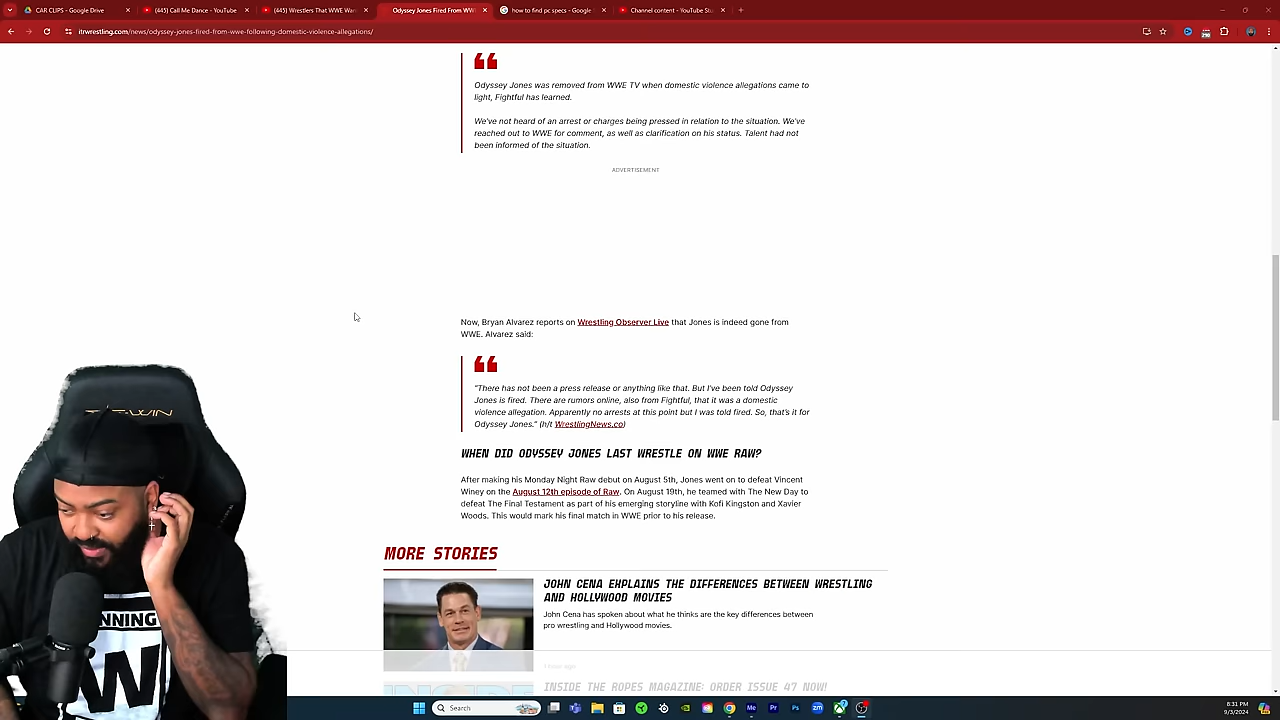 CAR CLIPS - Google Drive
(445) Call Me Dance - YouTube
(445) Wrestlers That WWE Wan
Odyssey Jones Fired From WW
how to find pc specs - Google
Channel content - YouTube Stu
itrwrestling.com/news/odyssey-jones-fired-from-wwe-following-domestic-violence-allegations/
Odyssey Jones was removed from WWE TV when domestic violence allegations came to
light, Fightful has learned.
We've not heard of an arrest or charges being pressed in relation to the situation. We've
reached out to WWE for comment, as well as clarification on his status. Talent had not
been informed of the situation.
ADVERTISEMENT
Now, Bryan Alvarez reports on Wrestling Observer Live that Jones is indeed gone from
WWE. Alvarez said:
"There has not been a press release or anything like that. But I've been told Odyssey
Jones is fired. There are rumors online, also from Fightful, that it was a domestic
violence allegation. Apparently no arrests at this point but I was told fired. So, that's it for
Odyssey Jones." (h/t WrestlingNews.co)
WHEN DID ODYSSEY JONES LAST WRESTLE ON WWE RAW?
After making his Monday Night Raw debut on August 5th, Jones went on to defeat Vincent
Winey on the August 12th episode of Raw. On August 19th, he teamed with The New Day to
defeat The Final Testament as part of his emerging storyline with Kofi Kingston and Xavier
Woods. This would mark his final match in WWE prior to his release.
MORE STORIES
JOHN CENA EXPLAINS THE DIFFERENCES BETWEEN WRESTLING
AND HOLLYWOOD MOVIES
John Cena has spoken about what he thinks are the key differences between
pro wrestling and Hollywood movies.
1 hour ago
INSIDE THE ROPES MAGAZINE: ORDER ISSUE 47 NOW!
NNING
Search
8:31 PM
9/3/2024